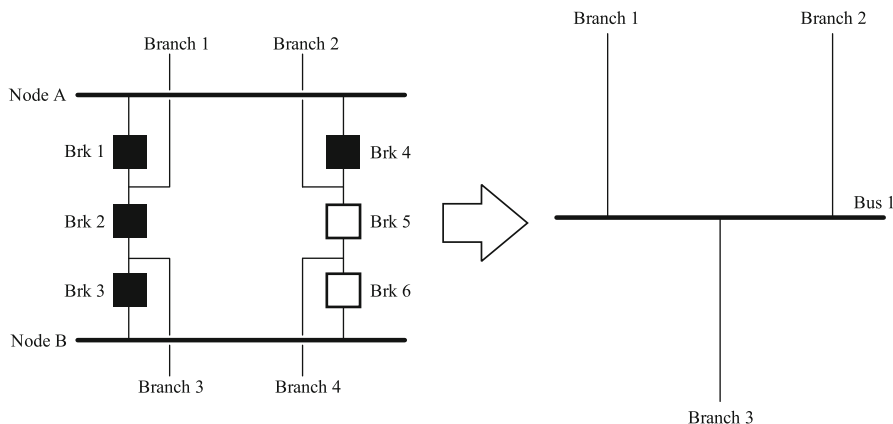 Branch 1
Branch 2
Node A
Brk 1
Brk 4
Brk 2
Brk 5
Brk 3
Brk 6
Node B
Branch 3
Branch 4
Branch 1
Branch 2
Bus 1
Branch 3